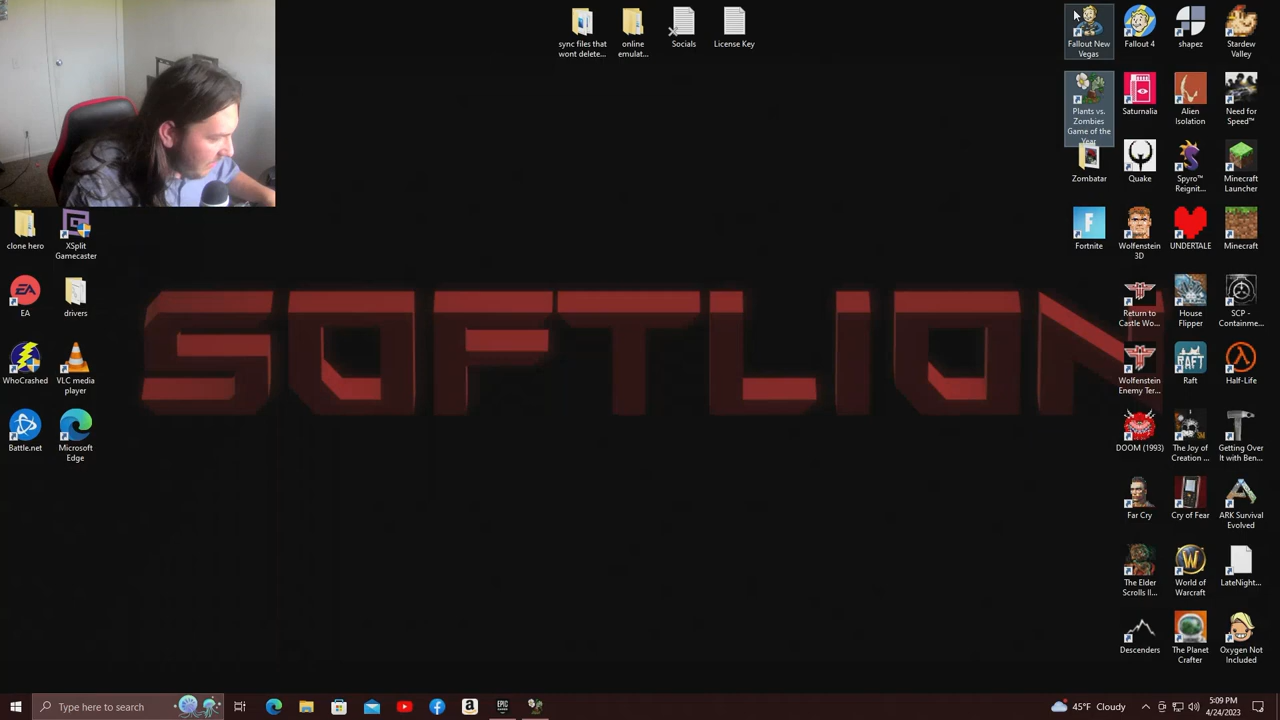 sync files that
wont delete...
online
emulat...
Socials
License Key
Fallout New
Vegas
Fallout 4
shapez
Stardew
Valley
Plants vs.
Zombies
Game of the
Year
Saturnalia
Alien
Isolation
Need for
Speed™
Zombatar
Quake
Spyro™
Reignit...
Minecraft
Launcher
clone hero
XSplit
Gamecaster
Fortnite
Wolfenstein
3D
UNDERTALE
Minecraft
EA
EA
drivers
Return to
Castle Wo...
House
Flipper
SCP -
Containme...
SOFTLION
WhoCrashed
VLC media
player
Wolfenstein
Enemy Ter...
RAFT
Raft
Half-Life
Battle.net
Microsoft
Edge
DOOM (1993)
The Joy of
Creation ...
Getting Over
It with Ben...
Far Cry
Cry of Fear
ARK Survival
Evolved
The Elder
Scrolls II...
World of
Warcraft
LateNight...
Descenders
The Planet
Crafter
Oxygen Not
Included
Type here to search
EPIC
GAMES
45°F Cloudy
5:09 PM
4/24/2023